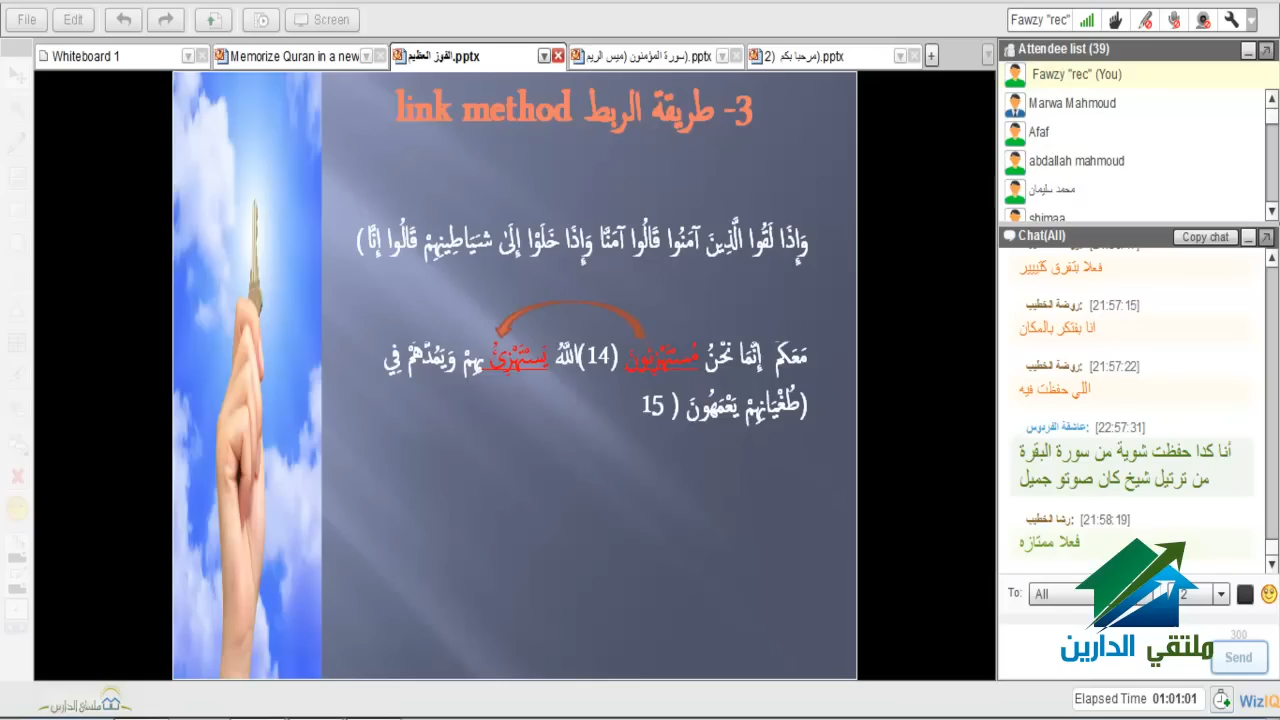 File Edit Screen
Fawzy "rec"
Whiteboard 1
Memorize Quran in a new
الفوز العظيم.pptx
سورة المؤمنون (ميس الريم).pptx
مرحبا بكم (2).pptx
3- طريقة الربط link method
وَإِذَا لَقُوا الَّذِينَ آمَنُوا قَالُوا آمَنَّا وَإِذَا خَلَوْا إِلَىٰ شَيَاطِينِهِمْ قَالُوا إِنَّا (
مَعَكُمْ إِنَّمَا نَحْنُ مُسْتَهْزِئُونَ (14)اللَّهُ يَسْتَهْزِئُ بِهِمْ وَيَمُدُّهُمْ فِي
(طُغْيَانِهِمْ يَعْمَهُونَ ( 15
Attendee list (39)
Fawzy "rec" (You)
Marwa Mahmoud
Afaf
abdallah mahmoud
محمد سليمان
shimaa
Chat(All)
Copy chat
فعلا بتفرق كتيييير
روضة الخطيب: [21:57:15]
انا بفتكر بالمكان
روضة الخطيب: [21:57:22]
اللي حفظت فيه
عاشقة الفردوس: [22:57:31]
أنا كدا حفظت شوية من سورة البقرة
من ترتيل شيخ كان صوتو جميل
رشا الخطيب: [21:58:19]
فعلا ممتازه
To: All 2
ملتقي الدارين
300
Send
Elapsed Time 01:01:01
WizIQ